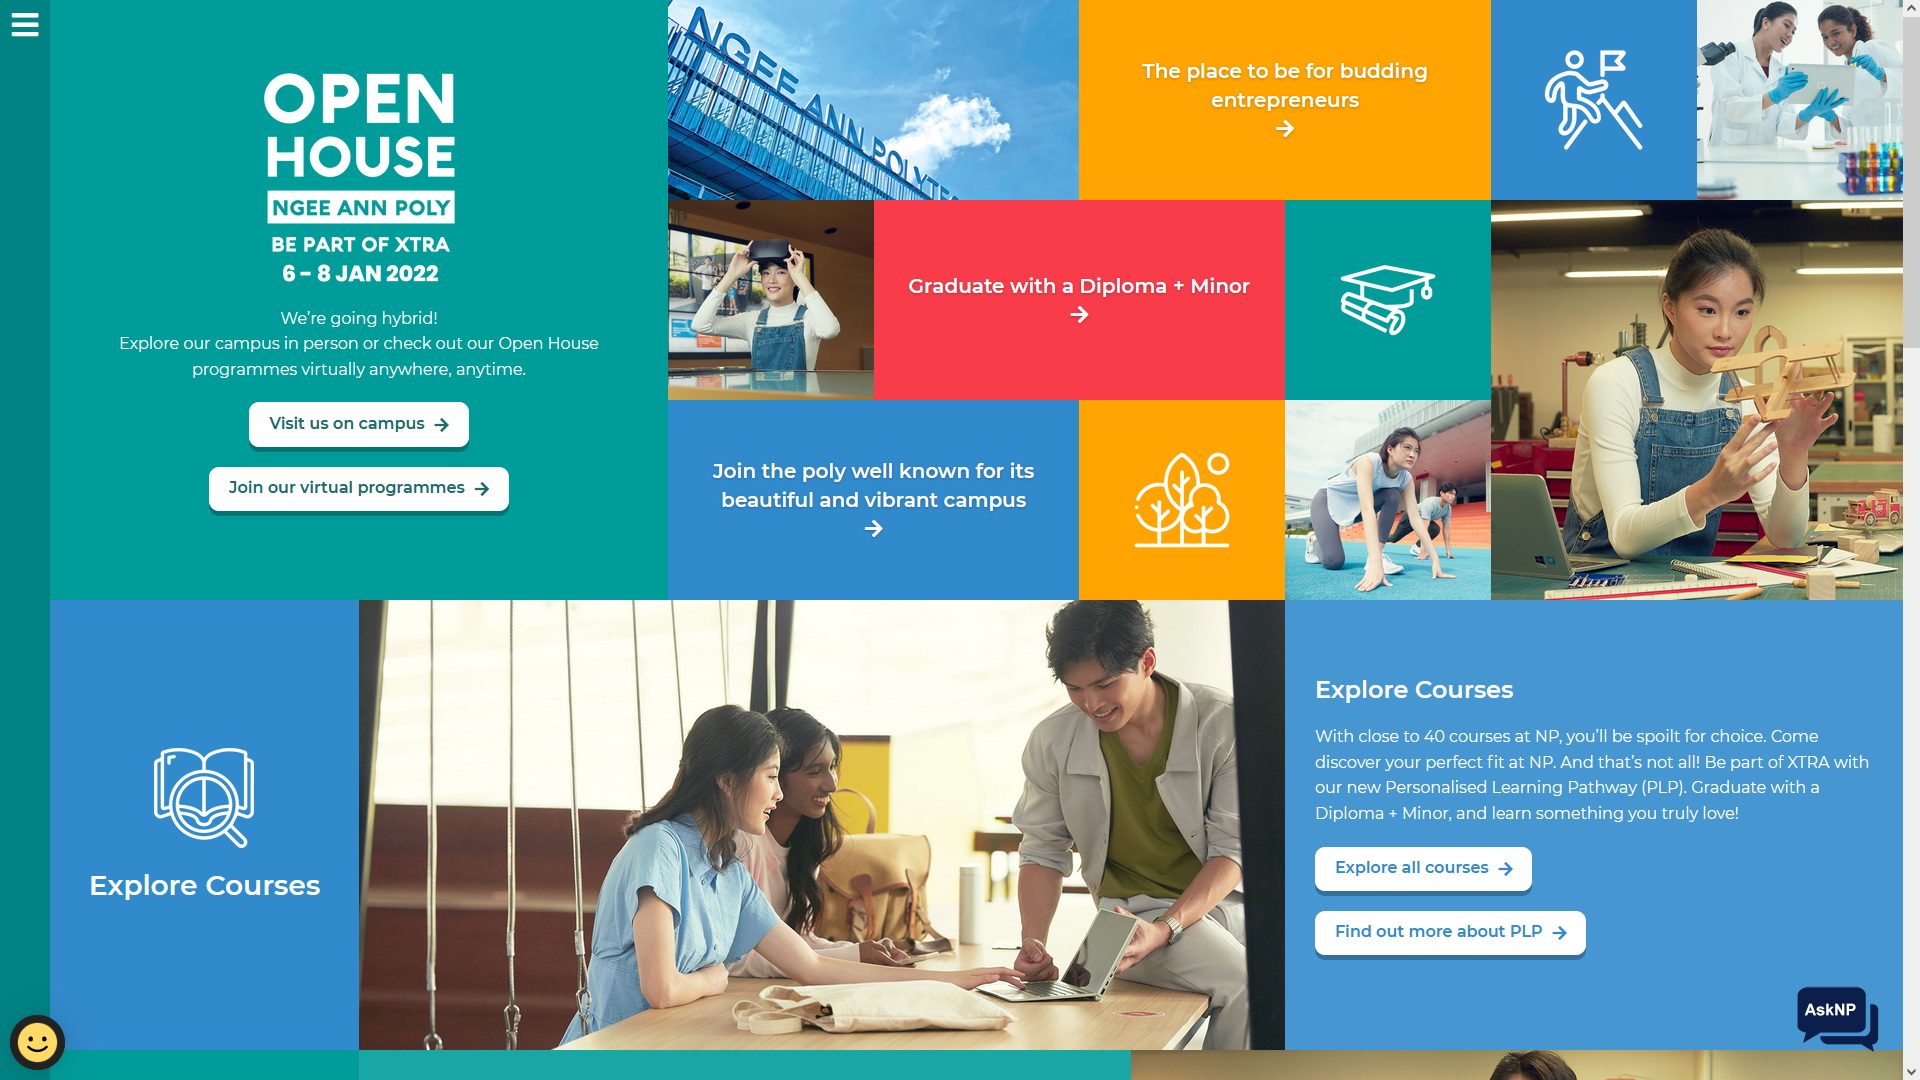 OPEN
HOUSE
NGEE ANN POLY
BE PART OF XTRA
6 – 8 JAN 2022
We're going hybrid!
Explore our campus in person or check out our Open House
programmes virtually anywhere, anytime.
Visit us on campus
Join our virtual programmes
NGEE ANN POLYTE
The place to be for budding
entrepreneurs
Graduate with a Diploma + Minor
Join the poly well known for its
beautiful and vibrant campus
Explore Courses
Explore Courses
With close to 40 courses at NP, you'll be spoilt for choice. Come
discover your perfect fit at NP. And that's not all! Be part of XTRA with
our new Personalised Learning Pathway (PLP). Graduate with a
Diploma + Minor, and learn something you truly love!
Explore all courses
Find out more about PLP
AskNP